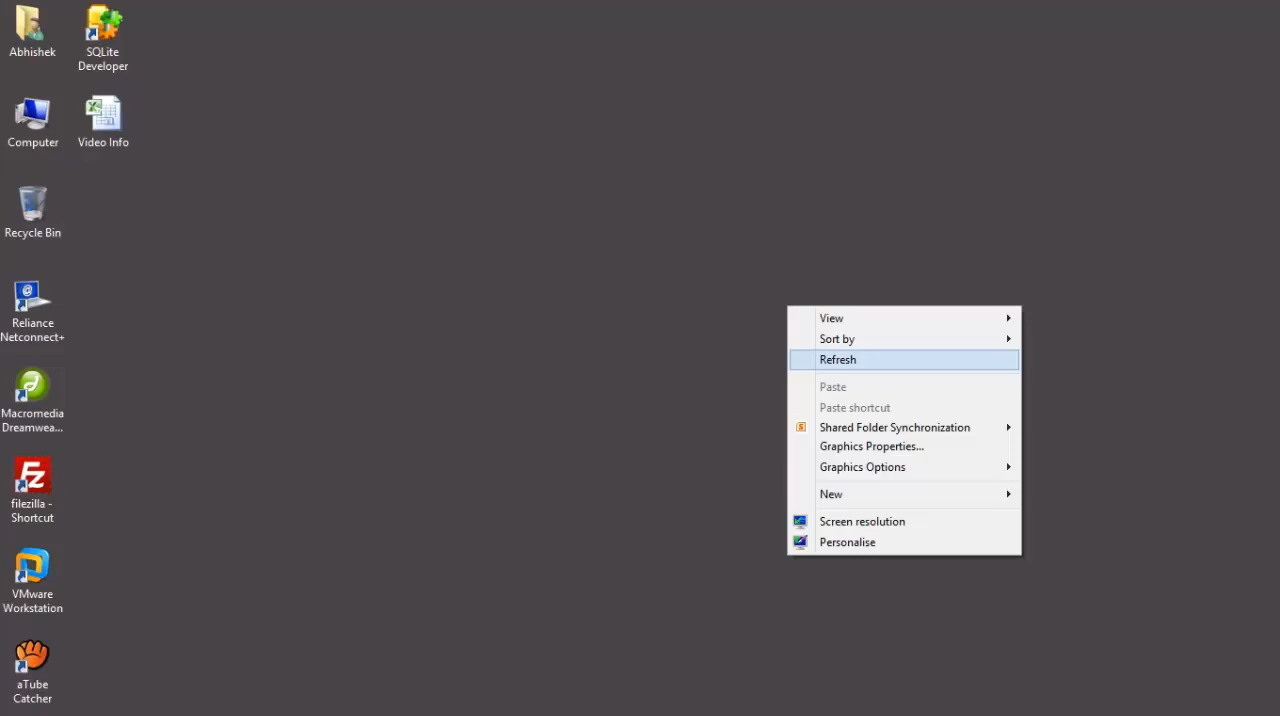 Abhishek
SQLite
Developer
Computer
Video Info
Recycle Bin
Reliance
Netconnect+
Macromedia
Dreamwea...
filezilla -
Shortcut
VMware
Workstation
aTube
Catcher
View
Sort by
Refresh
Paste
Paste shortcut
Shared Folder Synchronization
Graphics Properties...
Graphics Options
New
Screen resolution
Personalise